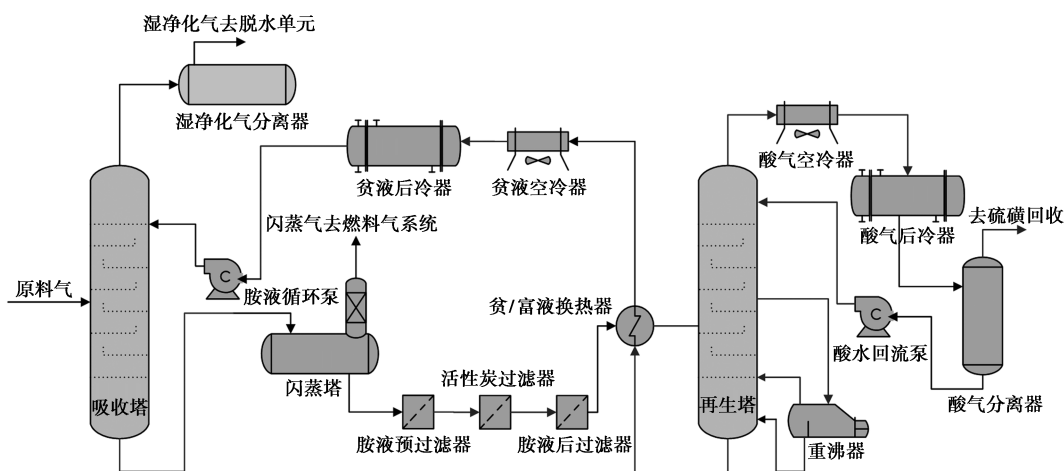 湿净化气去脱水单元
湿净化气分离器
酸气空冷器
贫液后冷器
贫液空冷器
闪蒸气去燃料气系统
酸气后冷器
去硫磺回收
原料气
C
胺液循环泵
贫/富液换热器
C
酸水回流泵
闪蒸塔
活性炭过滤器
吸收塔
再生塔
酸气分离器
胺液预过滤器
胺液后过滤器
重沸器